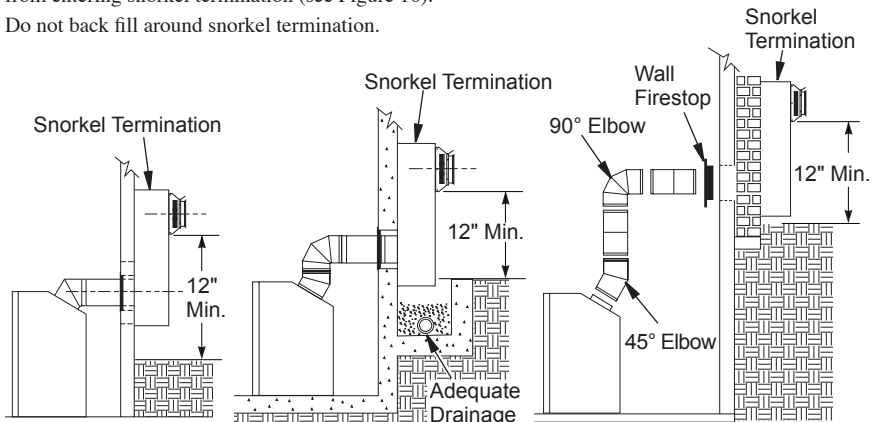 from entering snorkel termination (see Figure 10).
Do not back fill around snorkel termination.
Snorkel Termination
12"
Min.
Snorkel Termination
12" Min.
Adequate
Drainage
Snorkel
Termination
Wall
Firestop
90° Elbow
12" Min.
45° Elbow